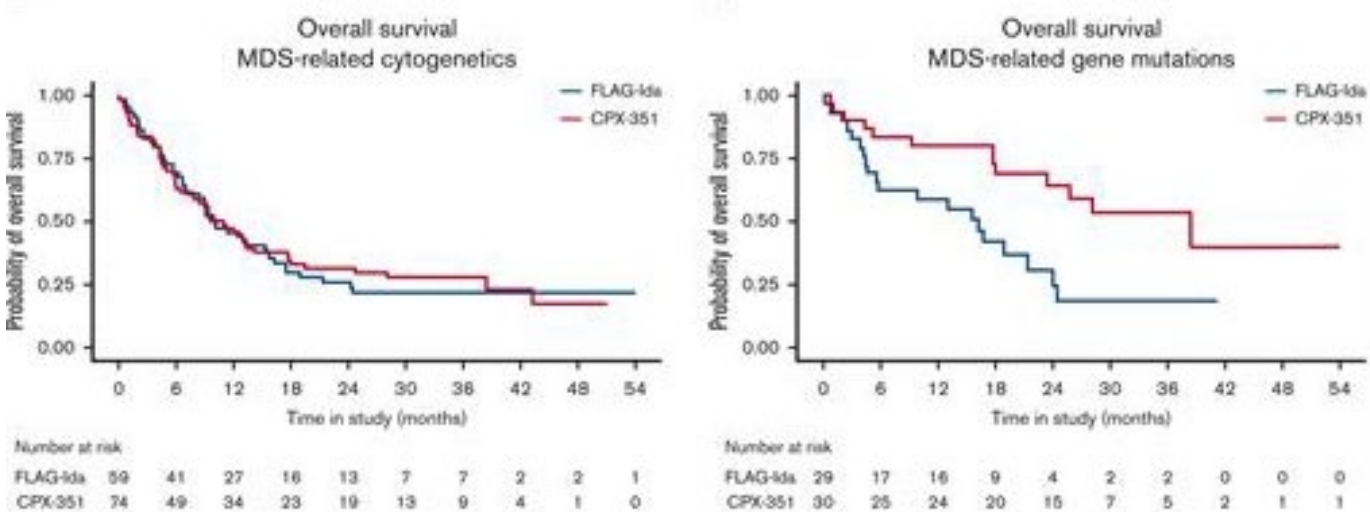 Overall survival
MDS-related cytogenetics
FLAG-Ida
CPX-351
Probability of overall survival
1.00
0.75
0.50
0.25
0.00
0 6 12 18 24 30 36 42 48 54
Time in study (months)
Number at risk
FLAG-Ida 59 41 27 16 13 7 7 2 2 1
CPX-351 74 49 34 23 19 13 9 4 1 0
Overall survival
MDS-related gene mutations
FLAG-Ida
CPX-351
Probability of overall survival
1.00
0.75
0.50
0.25
0.00
0 6 12 18 24 30 36 42 48 54
Time in study (months)
Number at risk
FLAG-Ida 29 17 16 9 4 2 2 0 0 0
CPX-351 30 25 24 20 15 7 5 2 1 1